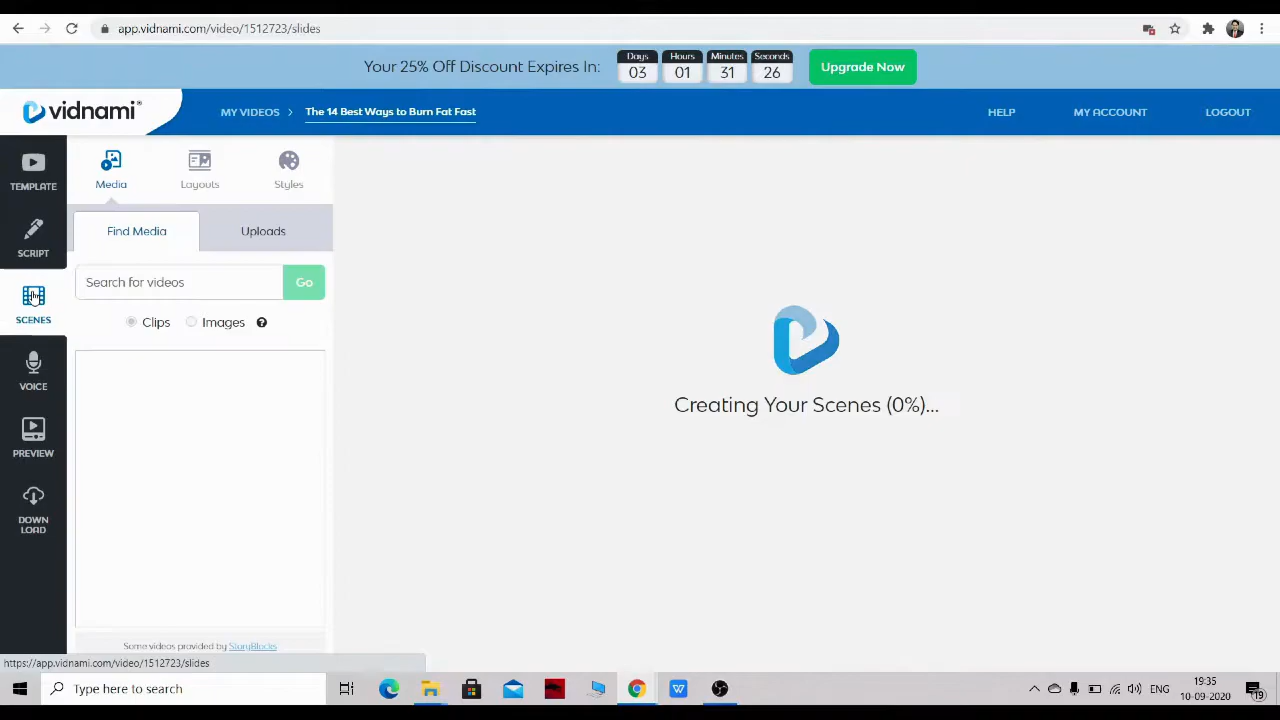 app.vidnami.com/video/1512723/slides
Your 25% Off Discount Expires In:
Days
03
Hours
01
Minutes
31
Seconds
26
Upgrade Now
vidnami®
MY VIDEOS
The 14 Best Ways to Burn Fat Fast
HELP
MY ACCOUNT
LOGOUT
TEMPLATE
SCRIPT
SCENES
VOICE
PREVIEW
DOWN
LOAD
Media
Layouts
Styles
Find Media
Uploads
Search for videos
Go
Clips
Images
?
Creating Your Scenes (0%)...
Some videos provided by StoryBlocks
https://app.vidnami.com/video/1512723/slides
Type here to search
W
ENG
19:35
10-09-2020
19